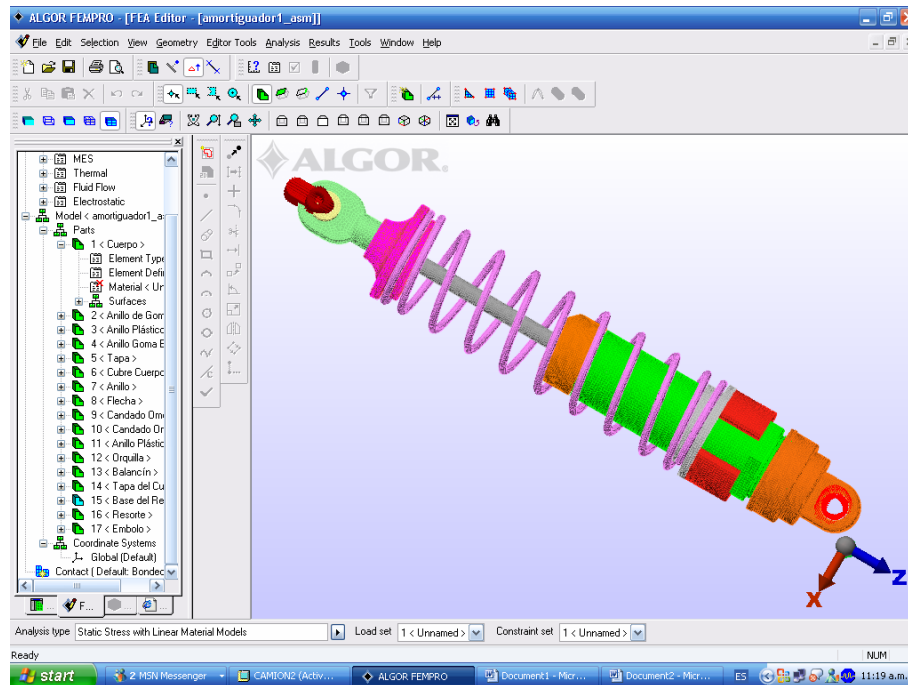 ALGOR FEMPRO - [FEA Editor - [amortiguador1_asm]]
File Edit Selection View Geometry Editor Tools Analysis Results Tools Window Help
ALGOR.
MES
Thermal
Fluid Flow
Electrostatic
Model < amortiguador1_a
Parts
1 < Cuerpo >
Element Type
Element Defi
Material < Ur
Surfaces
2 < Anillo de Gom
3 < Anillo Plástico
4 < Anillo Goma E
5 < Tapa >
6 < Cubre Cuerpo
7 < Anillo >
8 < Flecha >
9 < Candado Ome
10 < Candado Or
11 < Anillo Plástic
12 < Orquilla >
13 < Balancín >
14 < Tapa del Cu
15 < Base del Re
16 < Resorte >
17 < Embolo >
Coordinate Systems
Global (Default)
Contact ( Default: Bondec
X
Z
F...
Analysis type Static Stress with Linear Material Models Load set 1 < Unnamed > Constraint set 1 < Unnamed >
Ready NUM
start 2 MSN Messenger CAMION2 (Activ... ALGOR FEMPRO Document1 - Micr... Document2 - Micr... ES 11:19 a.m.